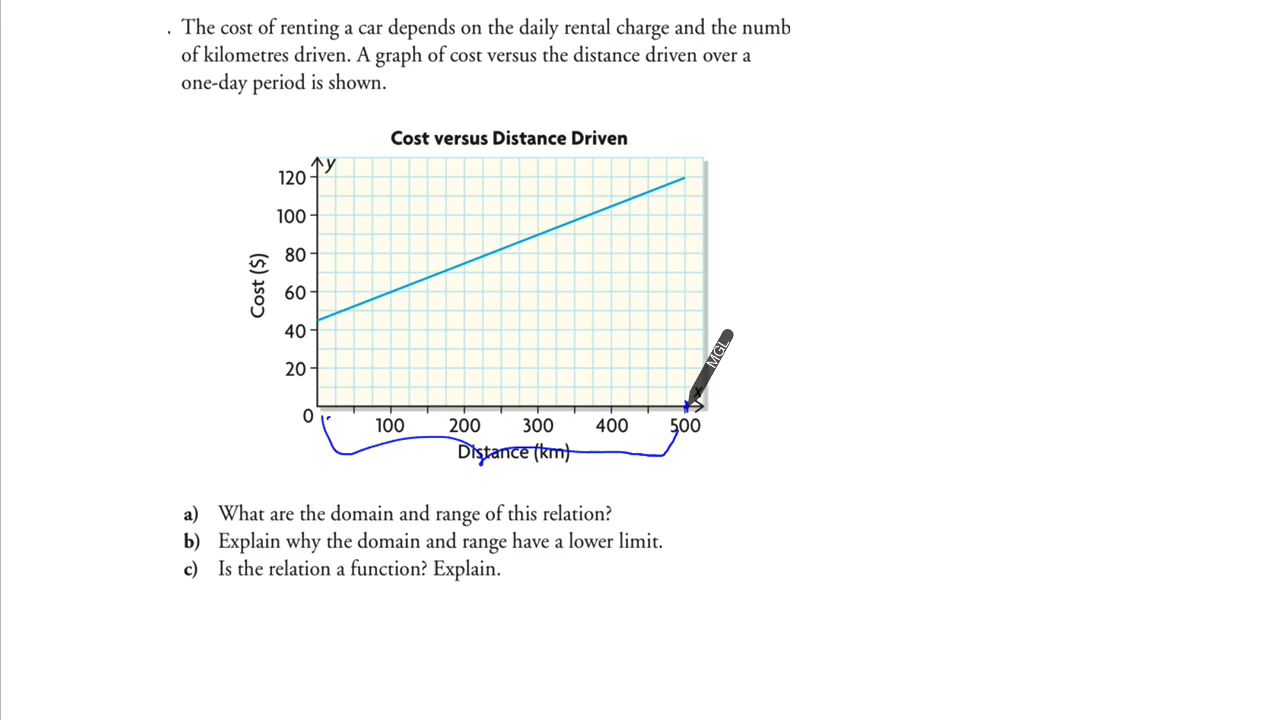 . The cost of renting a car depends on the daily rental charge and the numb
of kilometres driven. A graph of cost versus the distance driven over a
one-day period is shown.
Cost versus Distance Driven
y
120
100
80
60
40
20
0
Cost ($)
100 200 300 400 500
x
Distance (km)
MGL
a) What are the domain and range of this relation?
b) Explain why the domain and range have a lower limit.
c) Is the relation a function? Explain.